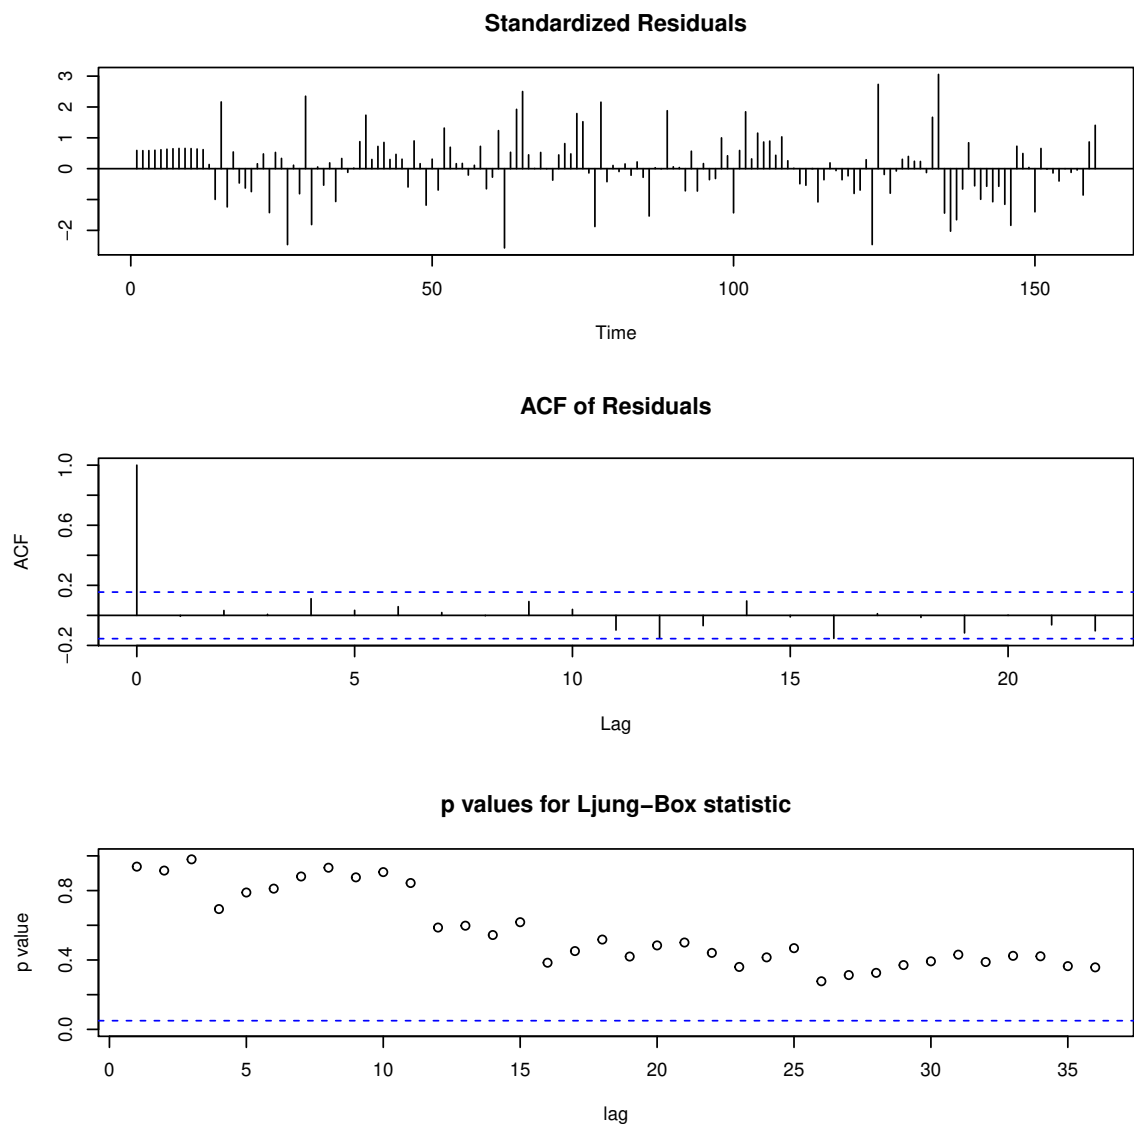 Standardized Residuals
3
2
1
0
−2
0 50 100 150
Time
ACF of Residuals
1.0
0.6
0.2
−0.2
ACF
0 5 10 15 20
Lag
p values for Ljung−Box statistic
0.8
0.4
0.0
p value
0 5 10 15 20 25 30 35
lag